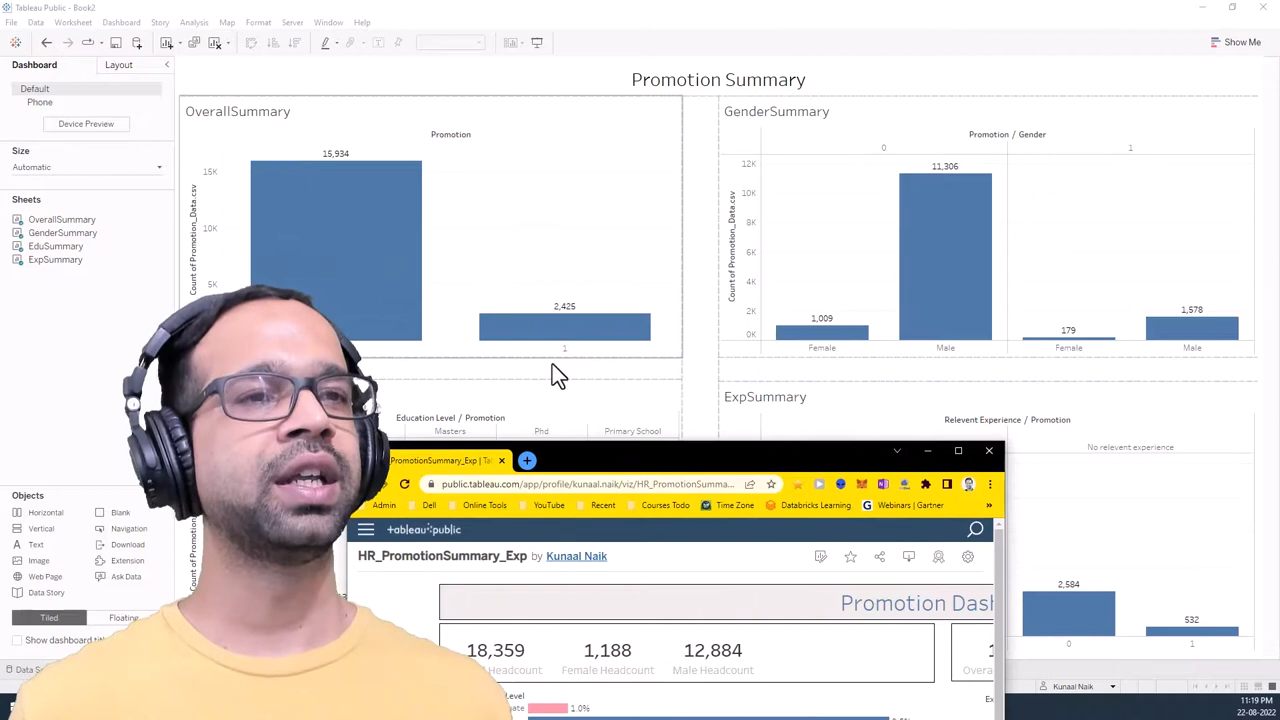 Tableau Public - Book2
File Data Worksheet Dashboard Story Analysis Map Format Server Window Help
Show Me
Dashboard Layout
Default
Phone
Device Preview
Size
Automatic
Sheets
OverallSummary
GenderSummary
EduSummary
ExpSummary
Objects
Horizontal Blank
Vertical Navigation
Text Download
Image Extension
Web Page Ask Data
Data Story
Tiled Floating
Promotion Summary
OverallSummary
Promotion
Count of Promotion_Data.csv
15K
10K
5K
15,934
2,425
1
GenderSummary
Promotion / Gender
0 1
Count of Promotion_Data.csv
12K
10K
8K
6K
4K
2K
0K
1,009
11,306
179
1,578
Female Male Female Male
Education Level / Promotion
Masters Phd Primary School
ExpSummary
Relevent Experience / Promotion
No relevent experience
2,584
532
0 1
_PromotionSummary_Exp | Ta
public.tableau.com/app/profile/kunaal.naik/viz/HR_PromotionSumma...
Admin Dell Online Tools YouTube Recent Courses Todo Time Zone Databricks Learning Webinars | Gartner
+ableau:public
HR_PromotionSummary_Exp by Kunaal Naik
Promotion Dash
18,359 1,188 12,884
Headcount Female Headcount Male Headcount
Overa
Level
1.0%
Kunaal Naik
11:19 PM
22-08-2022